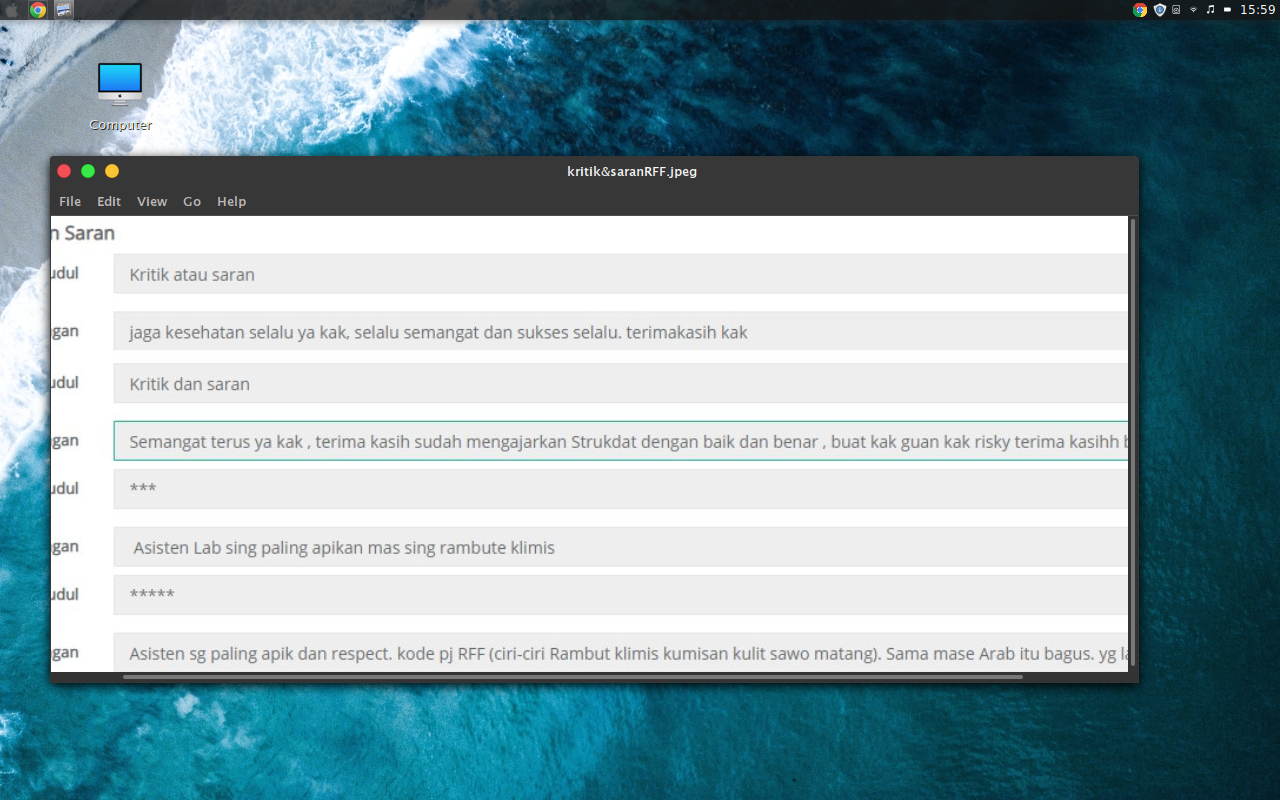 15:59
Computer
kritik&saranRFF.jpeg
File Edit View Go Help
n Saran
udul Kritik atau saran
ngan jaga kesehatan selalu ya kak, selalu semangat dan sukses selalu. terimakasih kak
udul Kritik dan saran
ngan Semangat terus ya kak , terima kasih sudah mengajarkan Strukdat dengan baik dan benar , buat kak guan kak risky terima kasihh b
udul ***
ngan Asisten Lab sing paling apikan mas sing rambute klimis
udul *****
ngan Asisten sg paling apik dan respect. kode pj RFF (ciri-ciri Rambut klimis kumisan kulit sawo matang). Sama mase Arab itu bagus. yg la